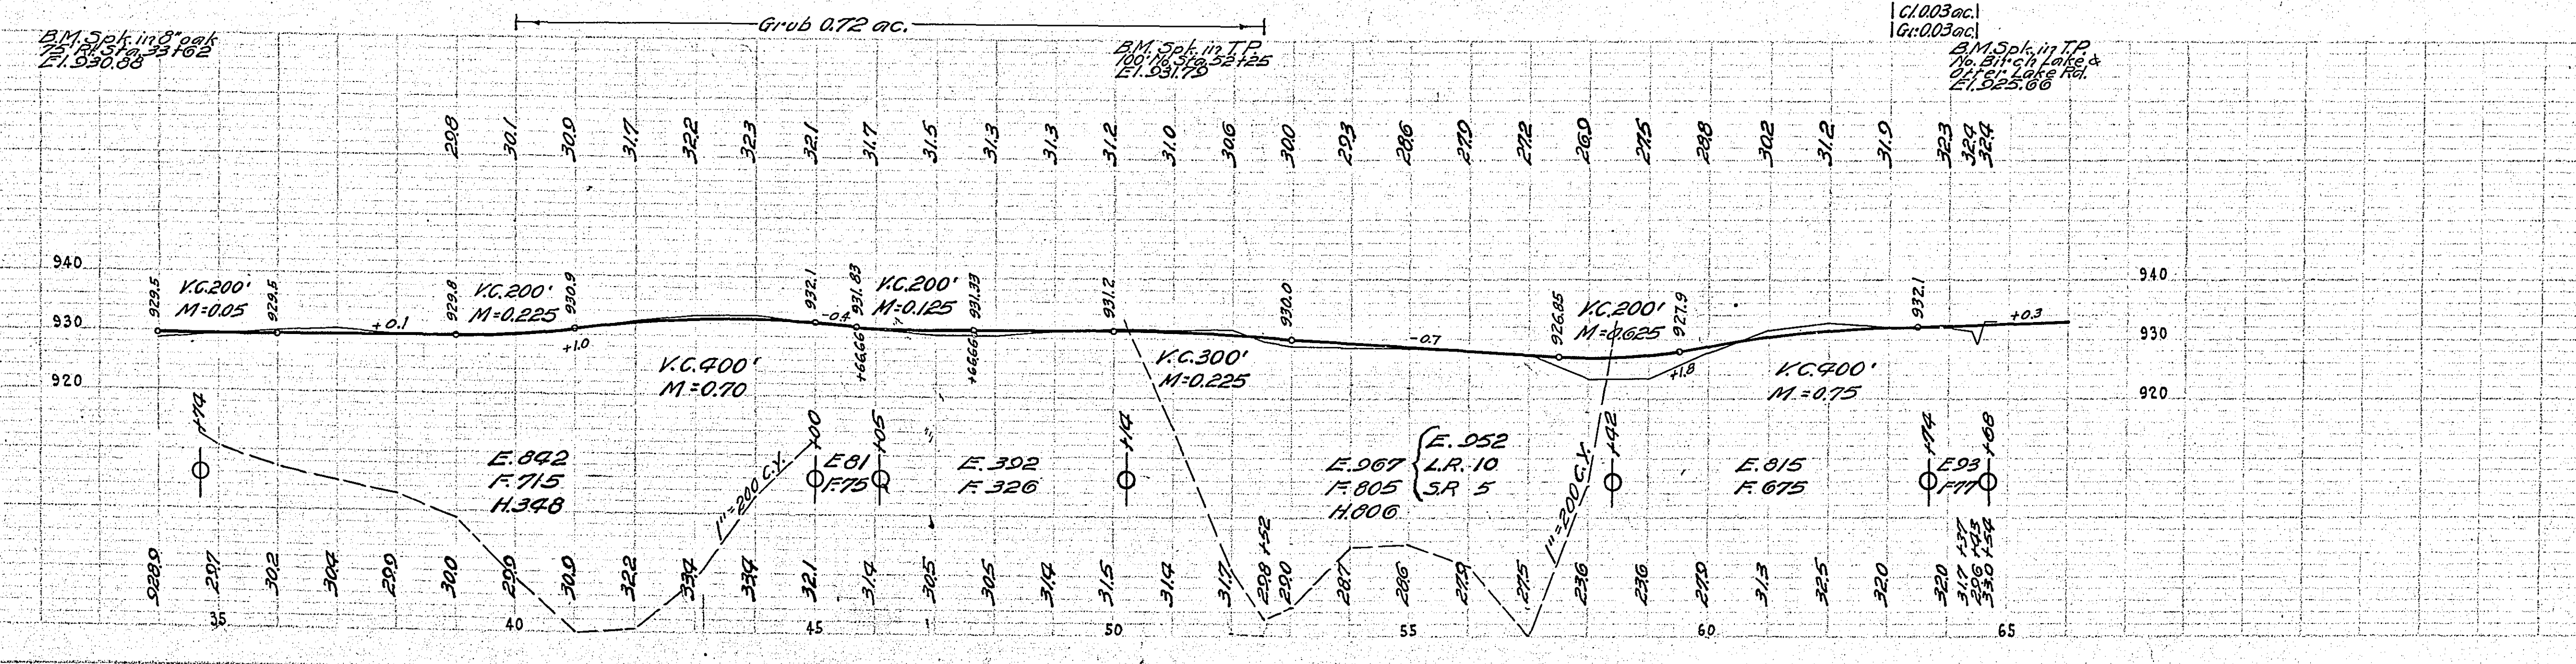 Grub 0.72 ac.
Cl.0.03 ac.
Gr.0.03 ac.
B.M. Spk. in 8" oak
75' Rt. Sta. 33+62
El. 930.88
B.M. Spk. in T.P.
100' Sta. 52+25
El. 931.79
B.M. Spk. in T.P.
No. Birch Lake &
Otter Lake Rd.
El. 925.66
29.8 30.1 30.9 31.7 32.2 32.3 32.1 31.7 31.5 31.3 31.3 31.2 31.0 30.6 30.0 29.3 28.6 27.9 27.2 26.9 27.5 28.8 30.2 31.2 31.9 32.3 32.4 32.4
940 940
930 930
920 920
929.5 929.5 929.8 930.9 932.1 931.83 931.33 931.2 930.0 926.85 927.9 932.1
V.C. 200'
M=0.05
+0.1
V.C. 200'
M=0.225
+1.0
V.C. 400'
M=0.70
-0.4
+66.66
V.C. 200'
M=0.125
+66.66
V.C. 300'
M=0.225
-0.7
V.C. 200'
M=0.625
+1.8
V.C. 400'
M=0.75
+0.3
+74 +00 +05 +14 +42 +74 +68
E. 842
F. 715
H. 348
1"=200 C.Y.
E 81
F. 75
E. 392
F. 326
E. 967
F. 805
H. 806
E. 952
L.R. 10
S.R. 5
1"=200 C.Y.
E. 815
F. 675
E. 93
F 77
928.9 29.7 30.2 30.4 29.9 30.0 29.9 30.9 32.2 33.4 33.4 32.1 31.4 30.5 30.5 31.4 31.5 31.4 31.7 29.8 +52 29.0 28.7 28.6 27.9 27.5 23.6 23.6 27.9 31.3 32.5 32.0 32.0 31.7 +37 29.6 +43 33.0 +54
35 40 45 50 55 60 65